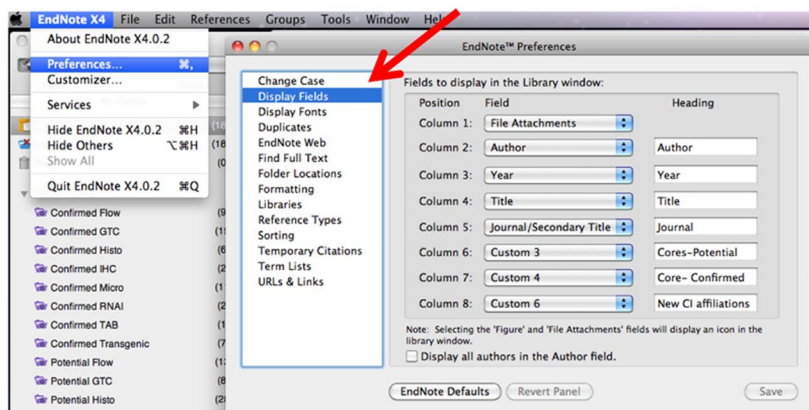 EndNote X4 File Edit References Groups Tools Window Help
About EndNote X4.0.2
Preferences... ⌘,
Customizer...
Services
Hide EndNote X4.0.2 ⌘H
Hide Others ⌥⌘H
Show All
Quit EndNote X4.0.2 ⌘Q
Confirmed Flow
Confirmed GTC
Confirmed Histo
Confirmed IHC
Confirmed Micro
Confirmed RNAI
Confirmed TAB
Confirmed Transgenic
Potential Flow
Potential GTC
Potential Histo
EndNote™ Preferences
Change Case
Display Fields
Display Fonts
Duplicates
EndNote Web
Find Full Text
Folder Locations
Formatting
Libraries
Reference Types
Sorting
Temporary Citations
Term Lists
URLs & Links
Fields to display in the Library window:
Position Field Heading
Column 1: File Attachments
Column 2: Author Author
Column 3: Year Year
Column 4: Title Title
Column 5: Journal/Secondary Title Journal
Column 6: Custom 3 Cores-Potential
Column 7: Custom 4 Core- Confirmed
Column 8: Custom 6 New CI affiliations
Note: Selecting the 'Figure' and 'File Attachments' fields will display an icon in the
library window.
Display all authors in the Author field.
EndNote Defaults Revert Panel Save